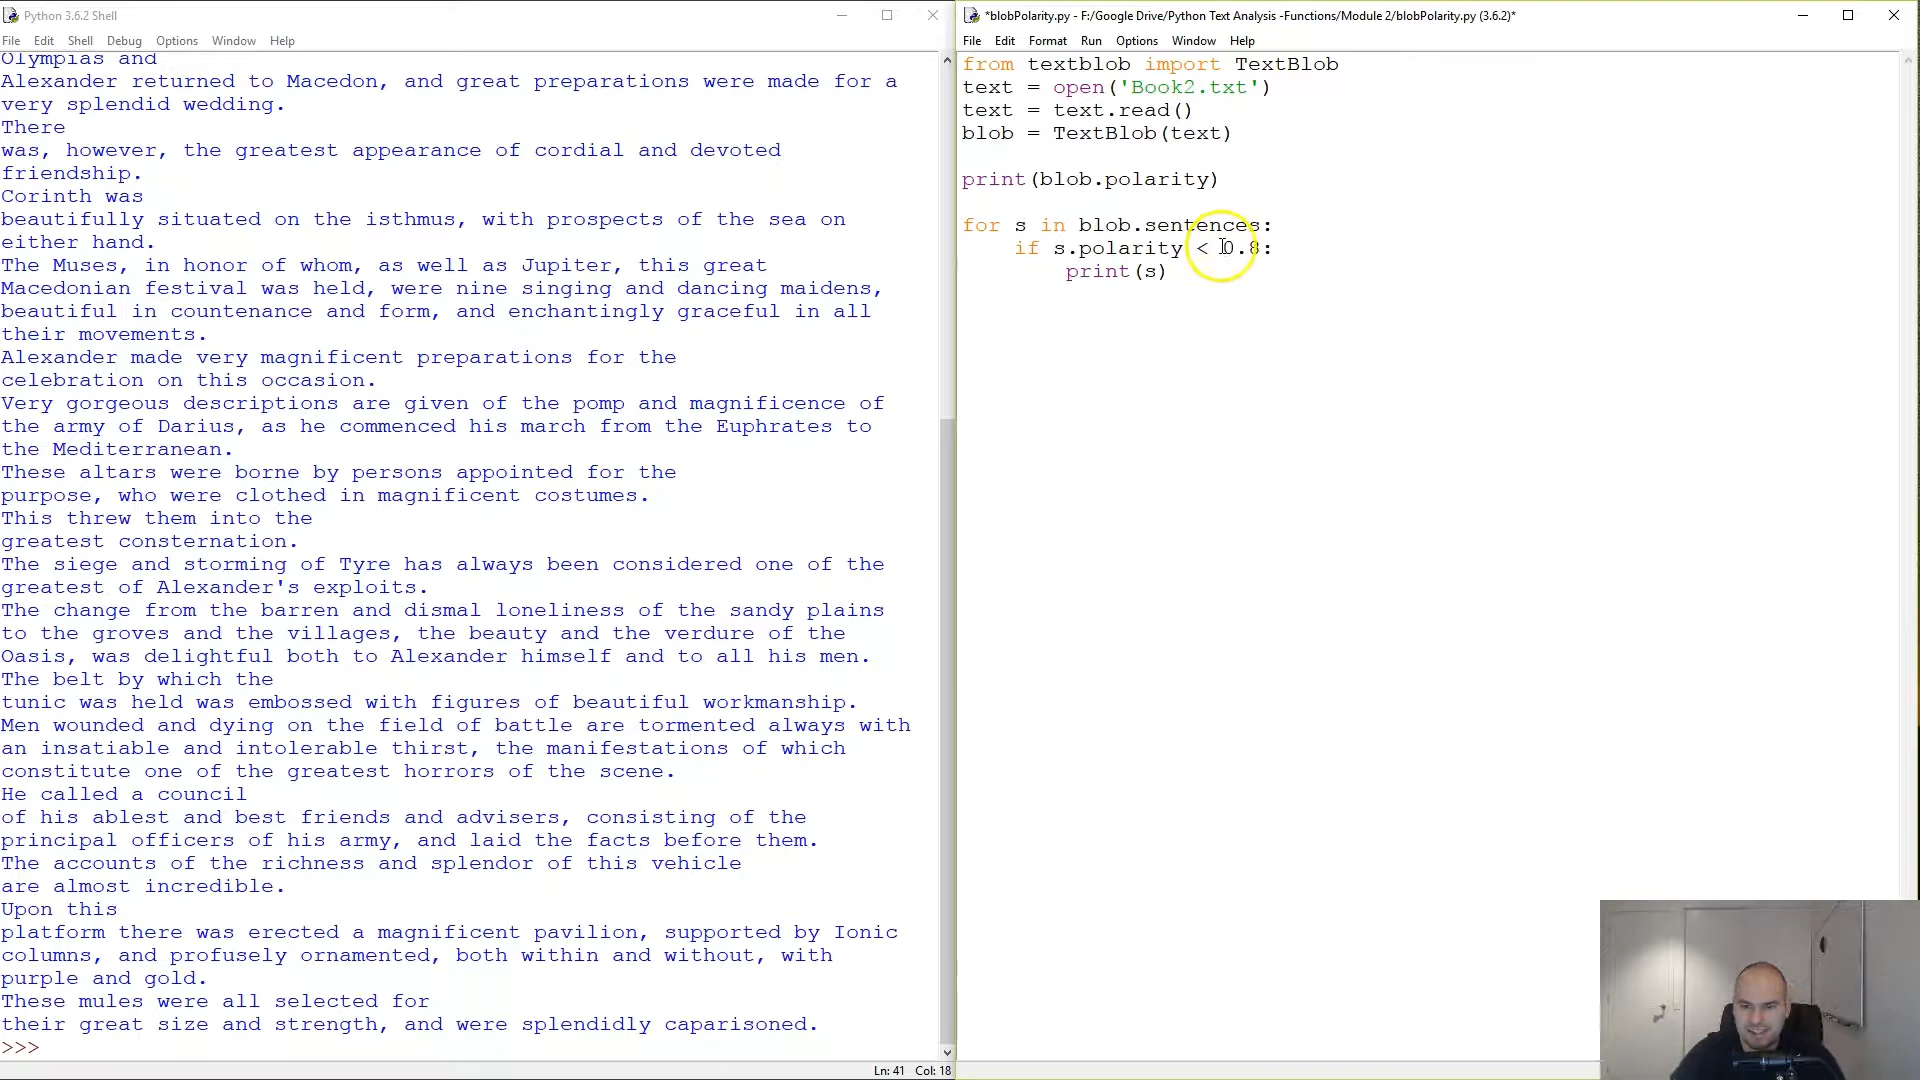 Python 3.6.2 Shell
File Edit Shell Debug Options Window Help
Olympias and
Alexander returned to Macedon, and great preparations were made for a
very splendid wedding.
There
was, however, the greatest appearance of cordial and devoted
friendship.
Corinth was
beautifully situated on the isthmus, with prospects of the sea on
either hand.
The Muses, in honor of whom, as well as Jupiter, this great
Macedonian festival was held, were nine singing and dancing maidens,
beautiful in countenance and form, and enchantingly graceful in all
their movements.
Alexander made very magnificent preparations for the
celebration on this occasion.
Very gorgeous descriptions are given of the pomp and magnificence of
the army of Darius, as he commenced his march from the Euphrates to
the Mediterranean.
These altars were borne by persons appointed for the
purpose, who were clothed in magnificent costumes.
This threw them into the
greatest consternation.
The siege and storming of Tyre has always been considered one of the
greatest of Alexander's exploits.
The change from the barren and dismal loneliness of the sandy plains
to the groves and the villages, the beauty and the verdure of the
Oasis, was delightful both to Alexander himself and to all his men.
The belt by which the
tunic was held was embossed with figures of beautiful workmanship.
Men wounded and dying on the field of battle are tormented always with
an insatiable and intolerable thirst, the manifestations of which
constitute one of the greatest horrors of the scene.
He called a council
of his ablest and best friends and advisers, consisting of the
principal officers of his army, and laid the facts before them.
The accounts of the richness and splendor of this vehicle
are almost incredible.
Upon this
platform there was erected a magnificent pavilion, supported by Ionic
columns, and profusely ornamented, both within and without, with
purple and gold.
These mules were all selected for
their great size and strength, and were splendidly caparisoned.
>>>
Ln: 41 Col: 18
*blobPolarity.py - F:/Google Drive/Python Text Analysis -Functions/Module 2/blobPolarity.py (3.6.2)*
File Edit Format Run Options Window Help
from textblob import TextBlob
text = open('Book2.txt')
text = text.read()
blob = TextBlob(text)
print(blob.polarity)
for s in blob.sentences:
    if s.polarity < 0.8:
        print(s)